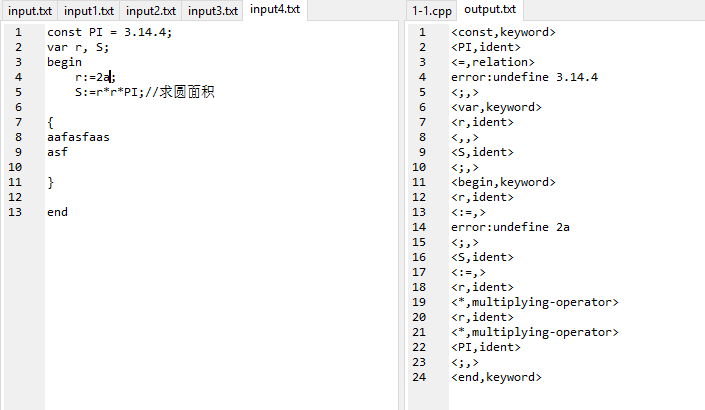 input.txt input1.txt input2.txt input3.txt input4.txt
1 const PI = 3.14.4;
2 var r, S;
3 begin
4 r:=2a;
5 S:=r*r*PI;//求圆面积
6
7 {
8 aafasfaas
9 asf
10
11 }
12
13 end
1-1.cpp output.txt
1 <const,keyword>
2 <PI,ident>
3 <=,relation>
4 error:undefine 3.14.4
5 <;,>
6 <var,keyword>
7 <r,ident>
8 <,,>
9 <S,ident>
10 <;,>
11 <begin,keyword>
12 <r,ident>
13 <:=,>
14 error:undefine 2a
15 <;,>
16 <S,ident>
17 <:=,>
18 <r,ident>
19 <*,multiplying-operator>
20 <r,ident>
21 <*,multiplying-operator>
22 <PI,ident>
23 <;,>
24 <end,keyword>